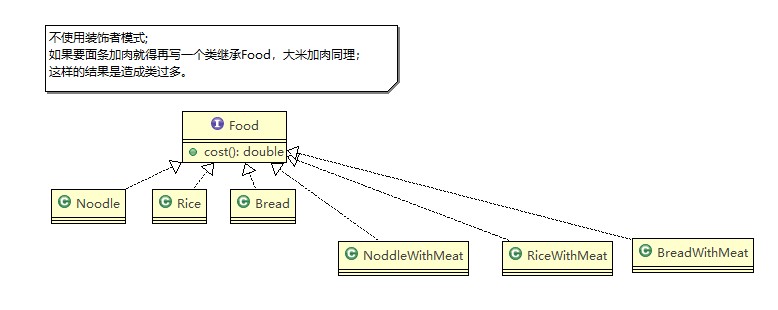 不使用装饰者模式;
如果要面条加肉就得再写一个类继承Food，大米加肉同理;
这样的结果是造成类过多。
I Food
cost(): double
C Noodle
C Rice
C Bread
C NoddleWithMeat
C RiceWithMeat
C BreadWithMeat